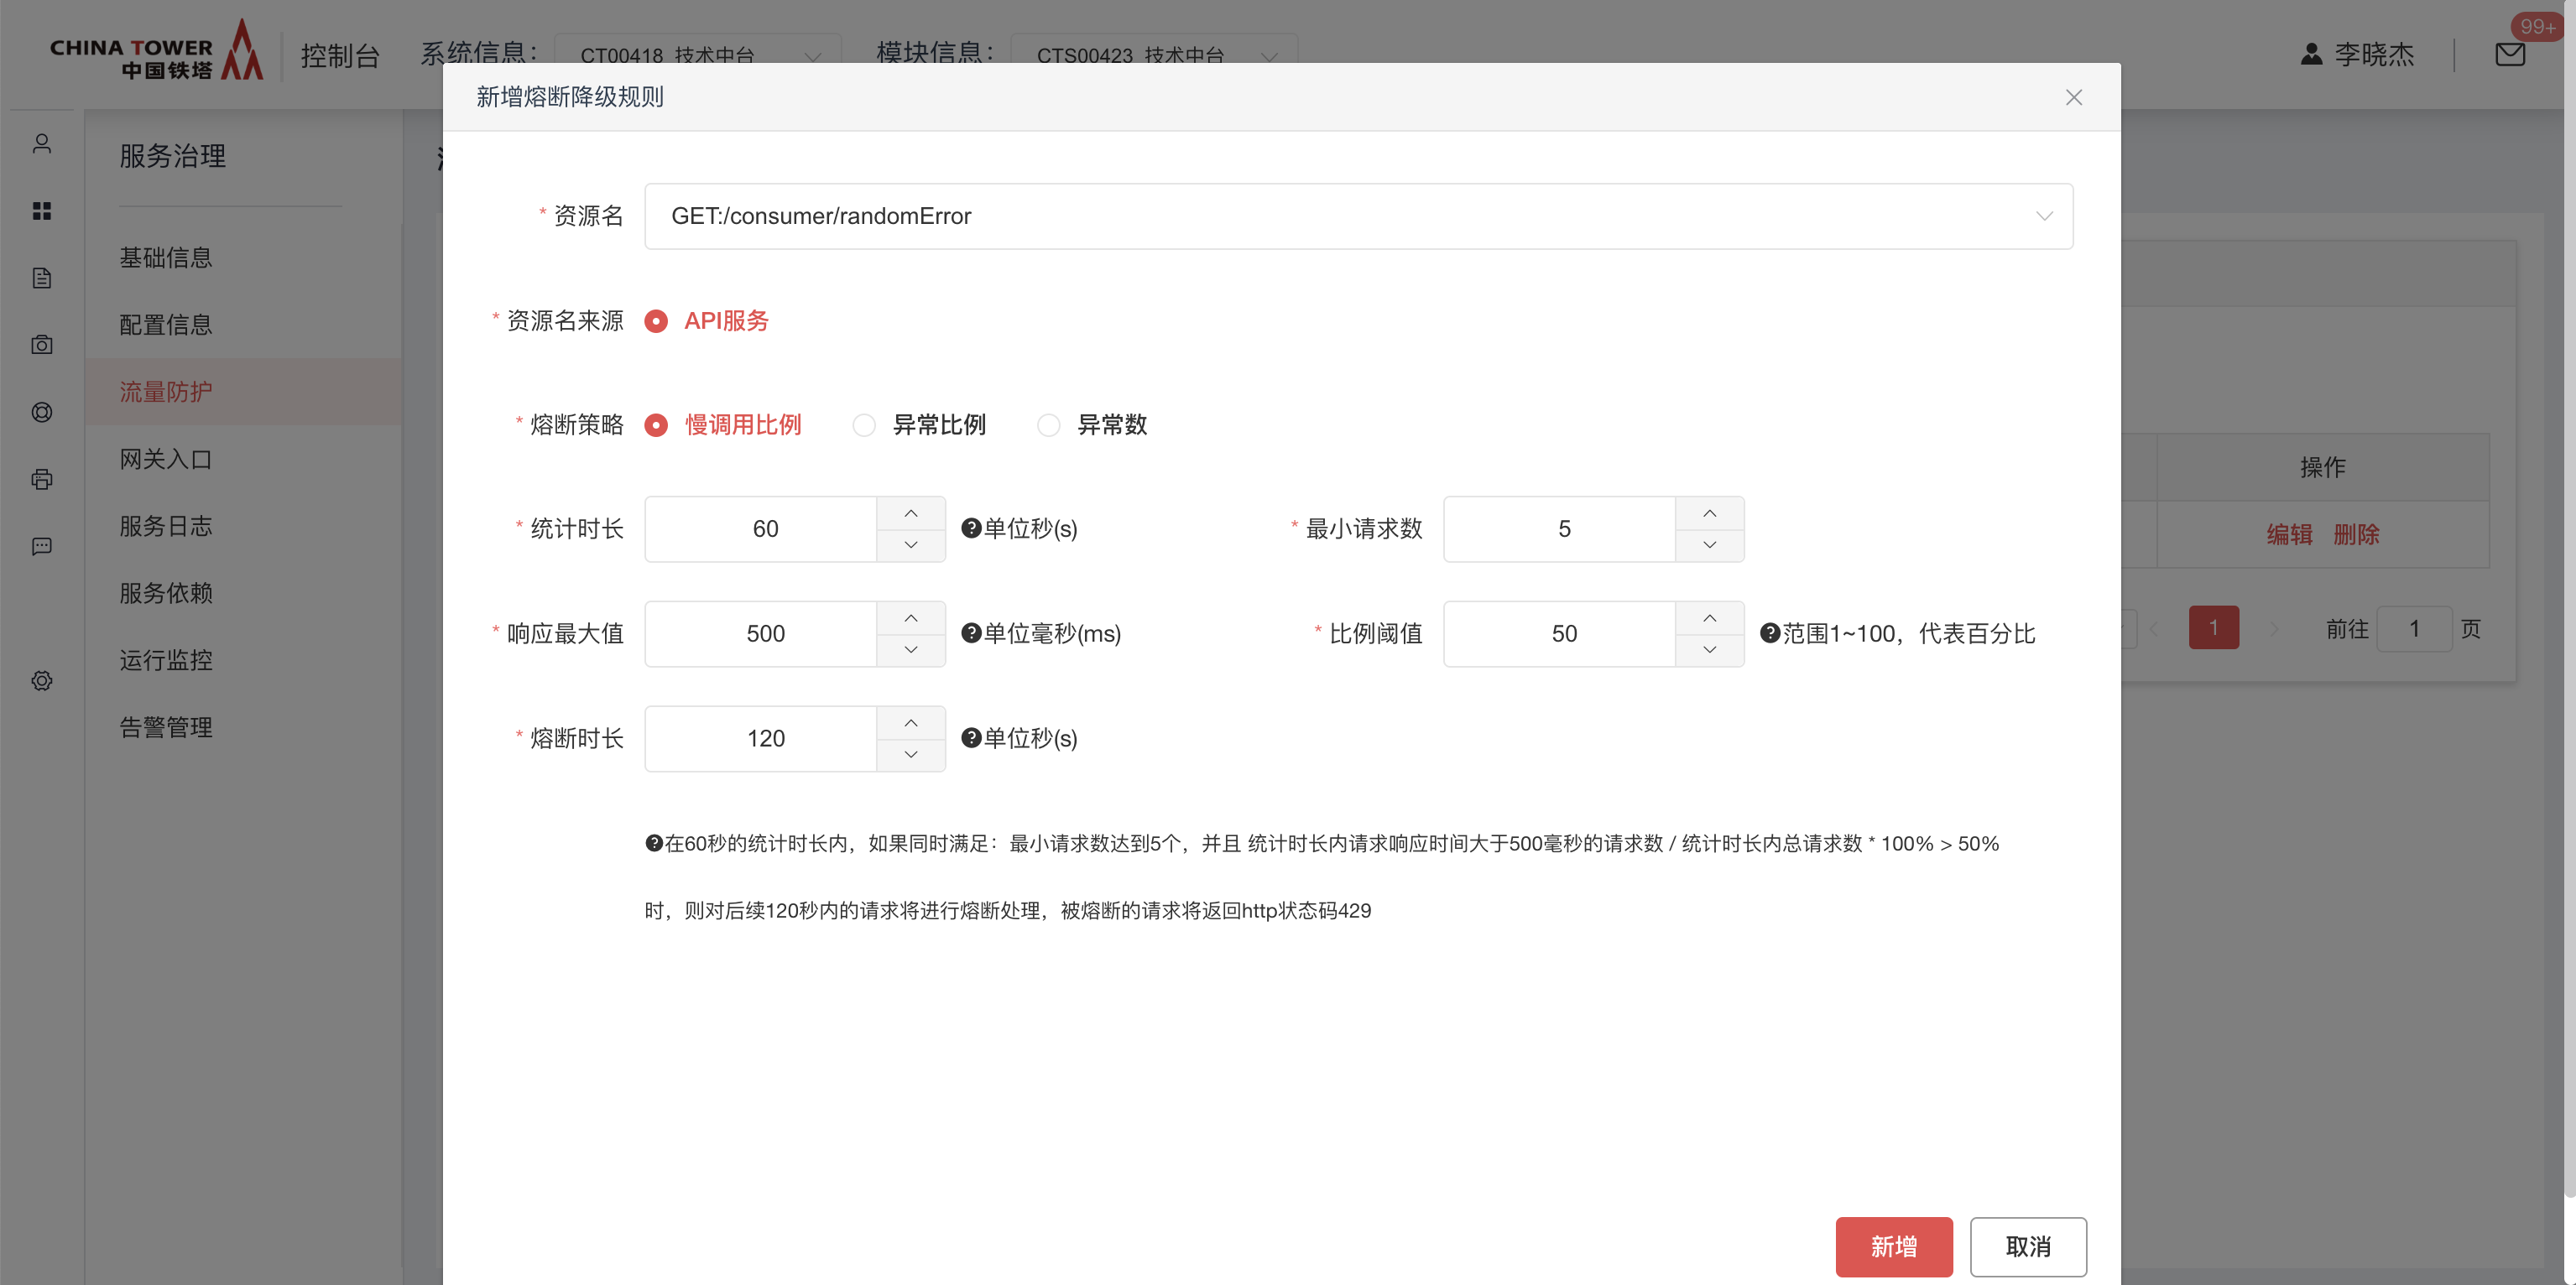 CHINA TOWER
中国铁塔
控制台
系统信息：
CT00418 技术中台
模块信息：
CTS00423 技术中台
李晓杰
99+
服务治理
基础信息
配置信息
流量防护
网关入口
服务日志
服务依赖
运行监控
告警管理
新增熔断降级规则
* 资源名 GET:/consumer/randomError
* 资源名来源 API服务
* 熔断策略 慢调用比例 异常比例 异常数
* 统计时长 60 单位秒(s) * 最小请求数 5
* 响应最大值 500 单位毫秒(ms) * 比例阈值 50 范围1~100，代表百分比
* 熔断时长 120 单位秒(s)
在60秒的统计时长内，如果同时满足：最小请求数达到5个，并且 统计时长内请求响应时间大于500毫秒的请求数 / 统计时长内总请求数 * 100% > 50%
时，则对后续120秒内的请求将进行熔断处理，被熔断的请求将返回http状态码429
新增 取消
操作
编辑 删除
1 前往 1 页